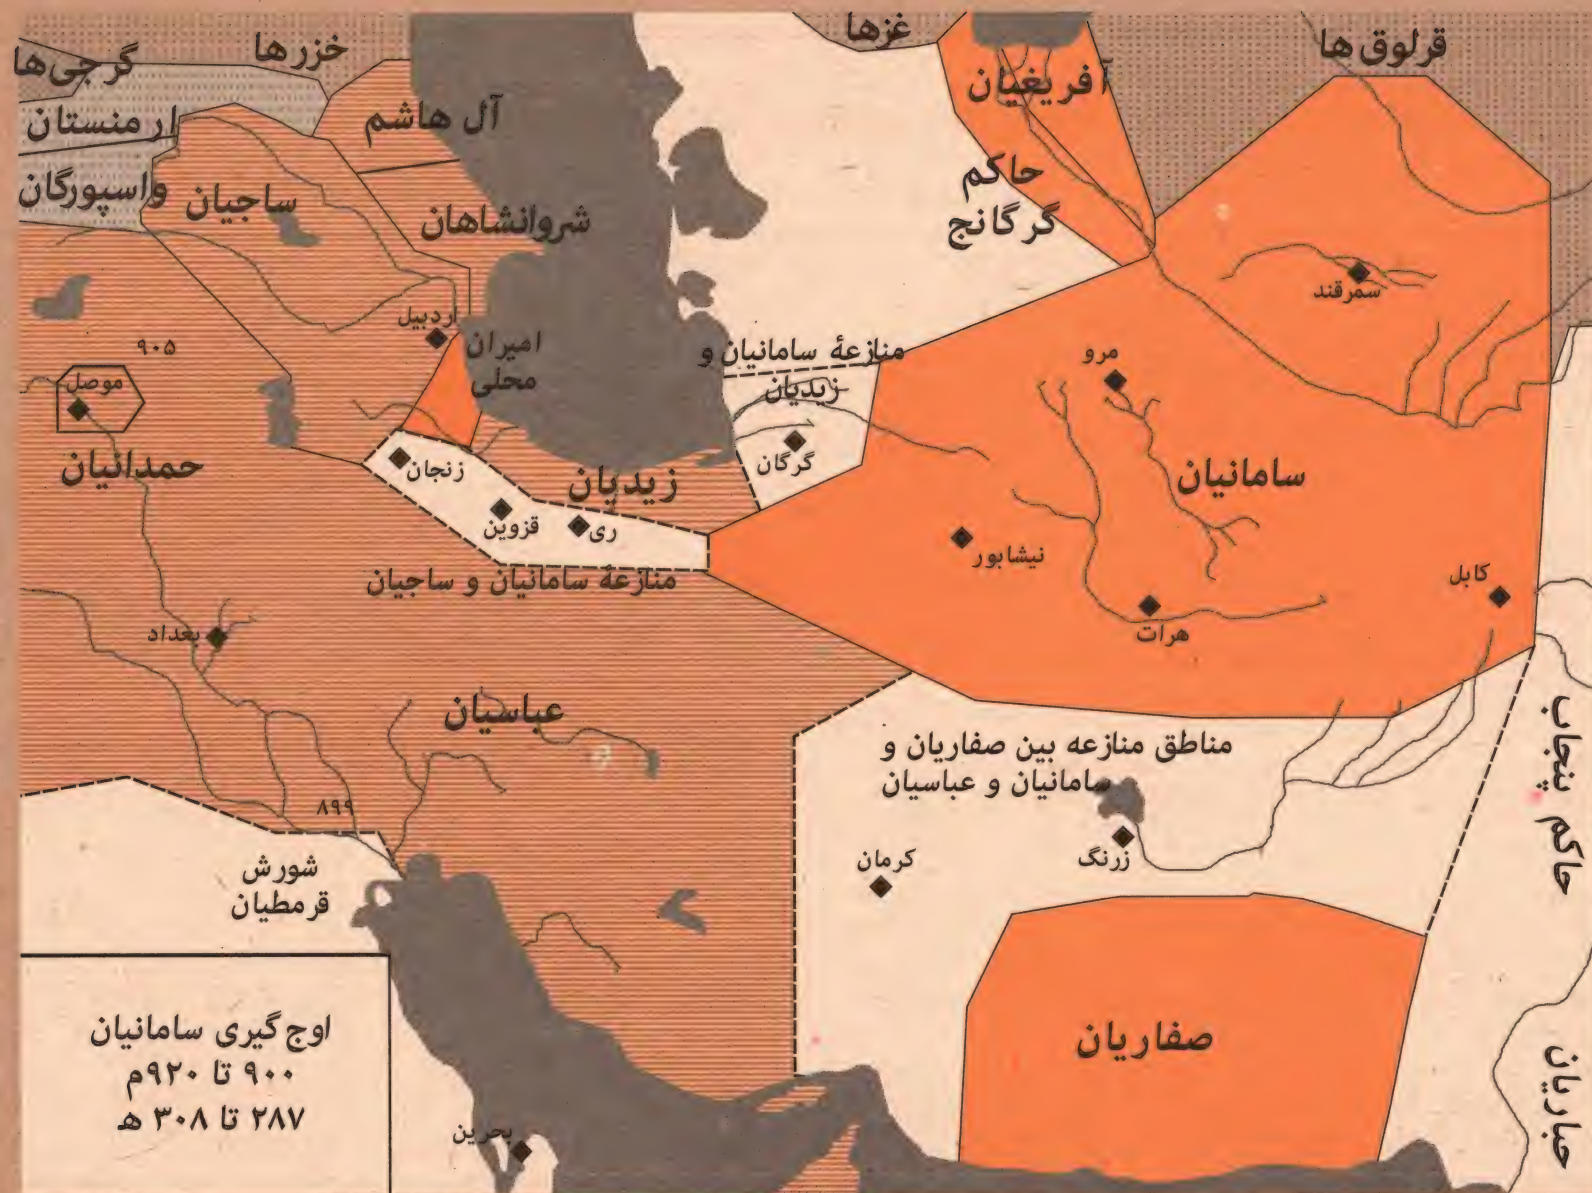 غزها
قرلوق ها
خزرها
گرجی‌ها
آفریغیان
آل هاشم
ارمنستان
حاکم
گرگانج
واسپورگان
ساجیان
شروانشاهان
سمرقند
اردبیل
امیران
محلی
۹۰۵
موصل
منازعهٔ سامانیان و
زیدیان
مرو
گرگان
حمدانیان
زنجان
زیدیان
سامانیان
قزوین
ری
نیشابور
منازعهٔ سامانیان و ساجیان
کابل
بغداد
هرات
عباسیان
مناطق منازعه بین صفاریان و
سامانیان و عباسیان
حاکم پنجاب
۸۹۹
شورش
قرمطیان
کرمان
زرنگ
صفاریان
حباریان
بحرین
اوج گیری سامانیان
۹۰۰ تا ۹۲۰م
۲۸۷ تا ۳۰۸ ه